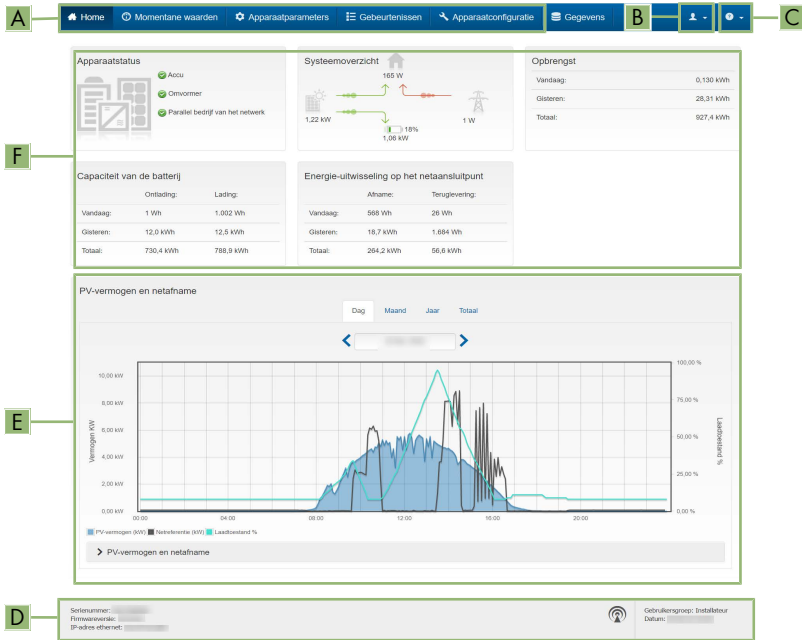 A
Home Momentane waarden Apparaatparameters Gebeurtenissen Apparaatconfiguratie Gegevens
B
C
F
Apparaatstatus
Accu
Omvormer
Parallel bedrijf van het netwerk
Systeemoverzicht
165 W
1,22 kW
1 W
18%
1,06 kW
Opbrengst
Vandaag: 0,130 kWh
Gisteren: 28,31 kWh
Totaal: 927,4 kWh
Capaciteit van de batterij
Ontlading: Lading:
Vandaag: 1 Wh 1.002 Wh
Gisteren: 12,0 kWh 12,5 kWh
Totaal: 730,4 kWh 788,9 kWh
Energie-uitwisseling op het netaansluitpunt
Afname: Teruglevering:
Vandaag: 568 Wh 26 Wh
Gisteren: 18,7 kWh 1.684 Wh
Totaal: 264,2 kWh 56,6 kWh
E
PV-vermogen en netafname
Dag Maand Jaar Totaal
Vermogen KW
10,00 kW
8,00 kW
6,00 kW
4,00 kW
2,00 kW
0,00 kW
100,00 %
75,00 %
50,00 %
25,00 %
0,00 %
Laadtoestand %
00:00 04:00 08:00 12:00 16:00 20:00
PV-vermogen (kW) Netreferentie (kW) Laadtoestand %
PV-vermogen en netafname
D
Serienummer:
Firmwareversie:
IP-adres ethernet:
Gebruikersgroep: Installateur
Datum: